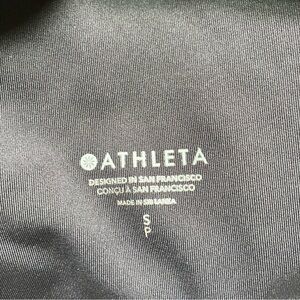 ATHLETA
DESIGNED IN SAN FRANCISCO
CONÇU À SAN FRANCISCO
MADE IN SRI LANKA
S
P